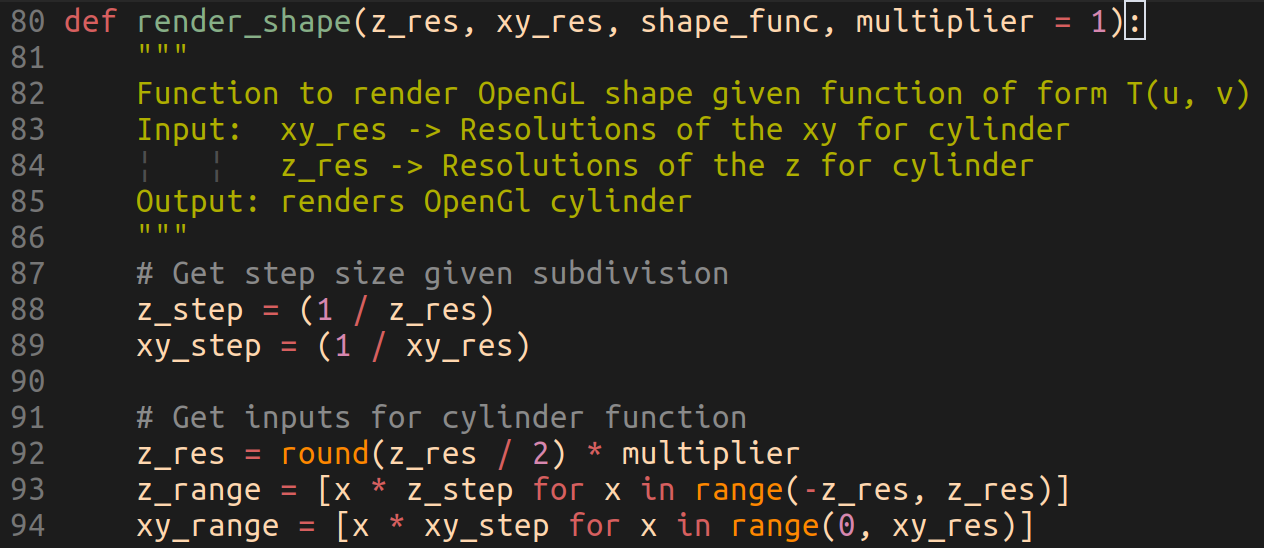 80 def render_shape(z_res, xy_res, shape_func, multiplier = 1):
81     """
82     Function to render OpenGL shape given function of form T(u, v)
83     Input:  xy_res -> Resolutions of the xy for cylinder
84             z_res -> Resolutions of the z for cylinder
85     Output: renders OpenGl cylinder
86     """
87     # Get step size given subdivision
88     z_step = (1 / z_res)
89     xy_step = (1 / xy_res)
90
91     # Get inputs for cylinder function
92     z_res = round(z_res / 2) * multiplier
93     z_range = [x * z_step for x in range(-z_res, z_res)]
94     xy_range = [x * xy_step for x in range(0, xy_res)]